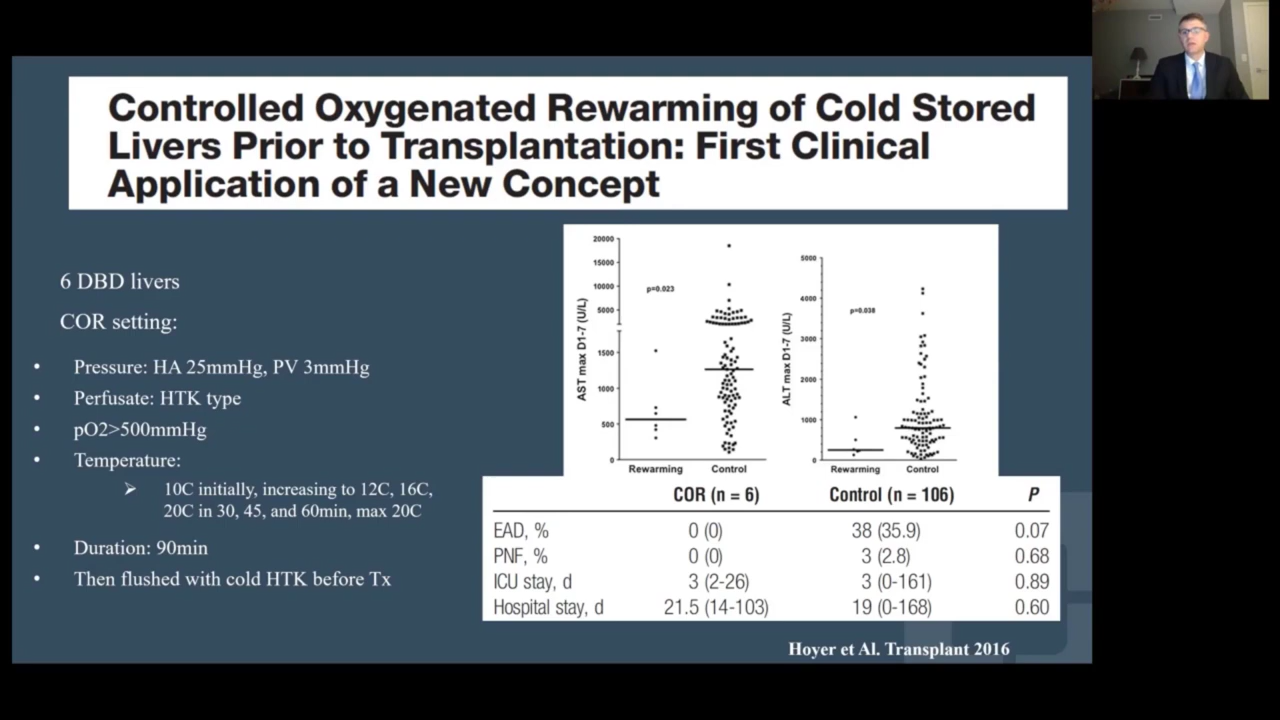 Controlled Oxygenated Rewarming of Cold Stored
Livers Prior to Transplantation: First Clinical
Application of a New Concept
6 DBD livers
COR setting:
• Pressure: HA 25mmHg, PV 3mmHg
• Perfusate: HTK type
• pO2>500mmHg
• Temperature:
➢ 10C initially, increasing to 12C, 16C,
20C in 30, 45, and 60min, max 20C
• Duration: 90min
• Then flushed with cold HTK before Tx
AST max D1-7 (U/L)
20000
15000
10000
5000
1500
1000
500
0
p=0.023
Rewarming Control
ALT max D1-7 (U/L)
5000
4000
3000
2000
1000
0
p=0.038
Rewarming Control
COR (n = 6) Control (n = 106) P
EAD, % 0 (0) 38 (35.9) 0.07
PNF, % 0 (0) 3 (2.8) 0.68
ICU stay, d 3 (2-26) 3 (0-161) 0.89
Hospital stay, d 21.5 (14-103) 19 (0-168) 0.60
Hoyer et Al. Transplant 2016